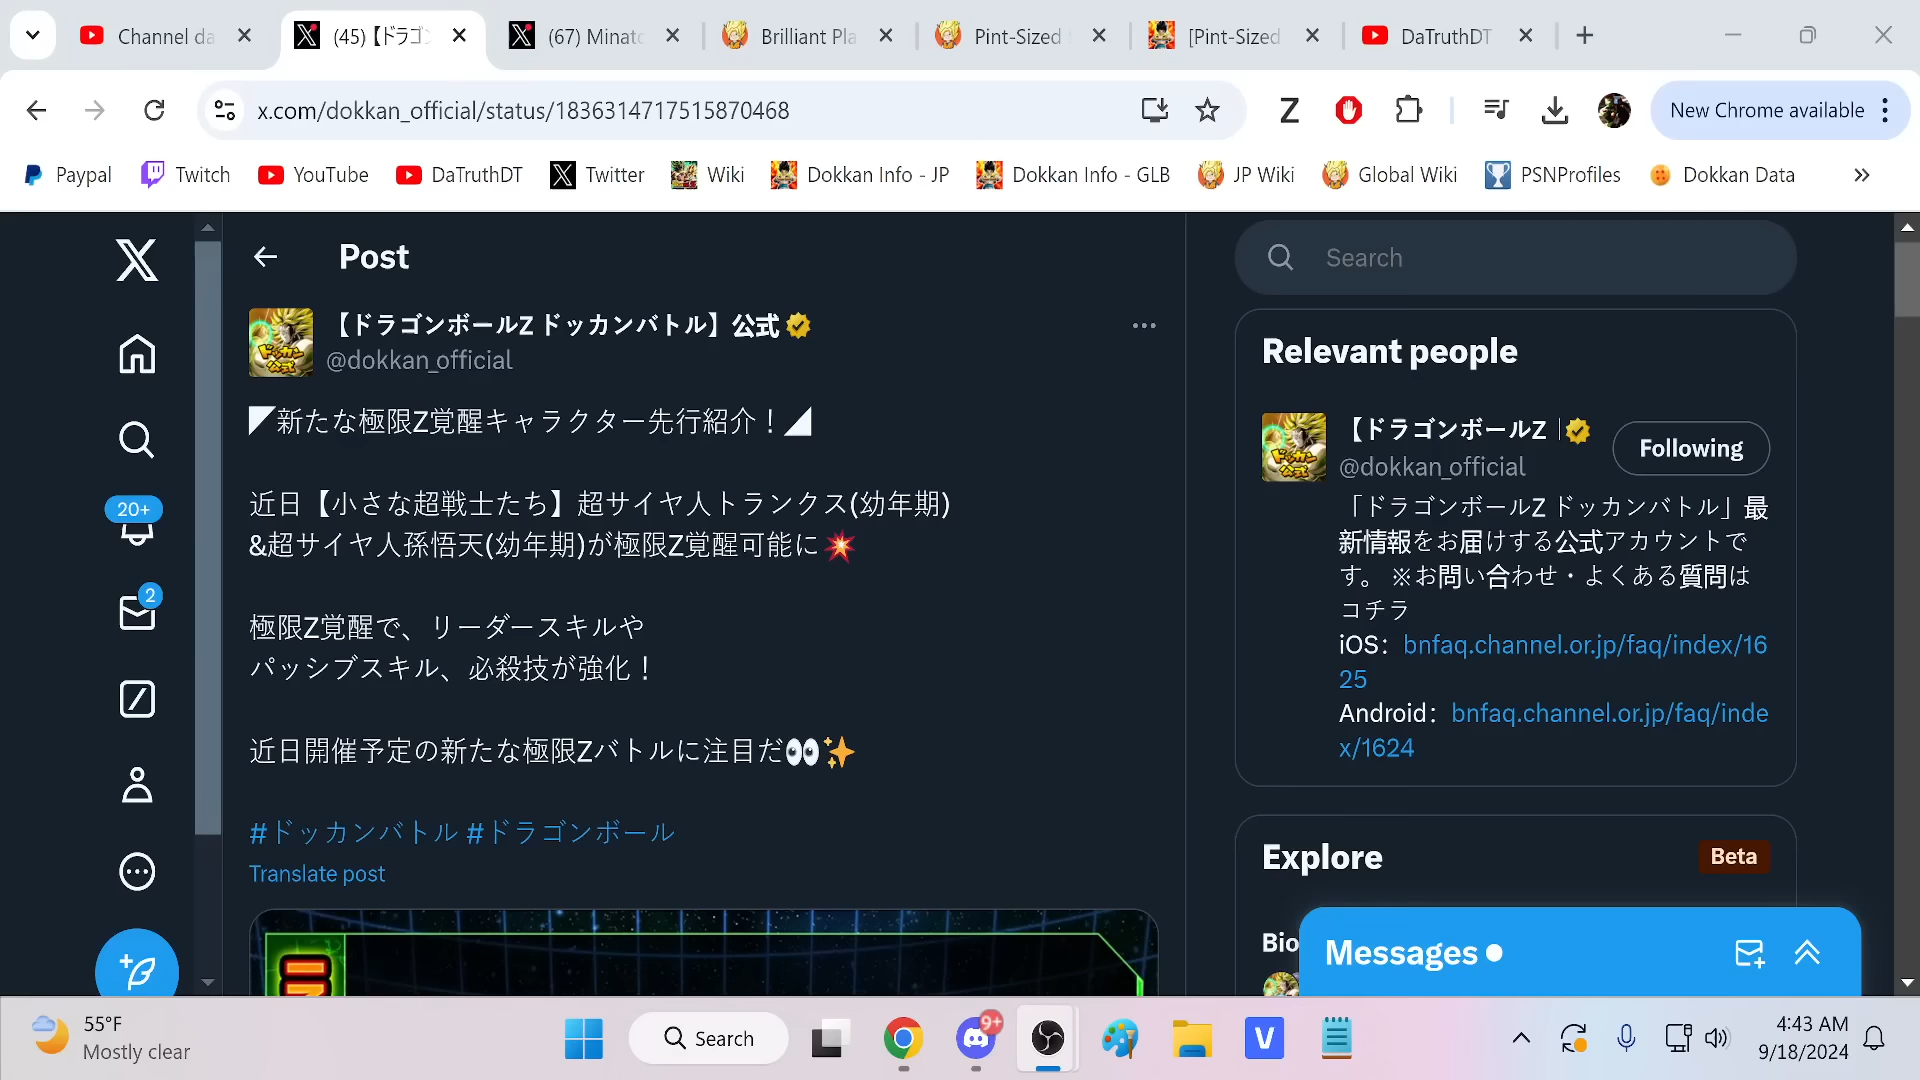 Channel da
(45) 【ドラゴ
(67) Minato
Brilliant Pla
Pint-Sized
[Pint-Sized
DaTruthDT
x.com/dokkan_official/status/1836314717515870468
Z
New Chrome available
Paypal
Twitch
YouTube
DaTruthDT
Twitter
Wiki
Dokkan Info - JP
Dokkan Info - GLB
JP Wiki
Global Wiki
PSNProfiles
Dokkan Data
Post
【ドラゴンボールZ ドッカンバトル】公式
@dokkan_official
◤新たな極限Z覚醒キャラクター先行紹介！◢
近日【小さな超戦士たち】超サイヤ人トランクス(幼年期)
&超サイヤ人孫悟天(幼年期)が極限Z覚醒可能に💥
極限Z覚醒で、リーダースキルや
パッシブスキル、必殺技が強化！
近日開催予定の新たな極限Zバトルに注目だ👀✨
#ドッカンバトル #ドラゴンボール
Translate post
20+
2
Search
Relevant people
【ドラゴンボールZ
@dokkan_official
Following
「ドラゴンボールZ ドッカンバトル」最
新情報をお届けする公式アカウントで
す。 ※お問い合わせ・よくある質問は
コチラ
iOS： bnfaq.channel.or.jp/faq/index/16
25
Android： bnfaq.channel.or.jp/faq/inde
x/1624
Explore
Beta
Bio
Messages
55°F
Mostly clear
Search
9+
V
4:43 AM
9/18/2024